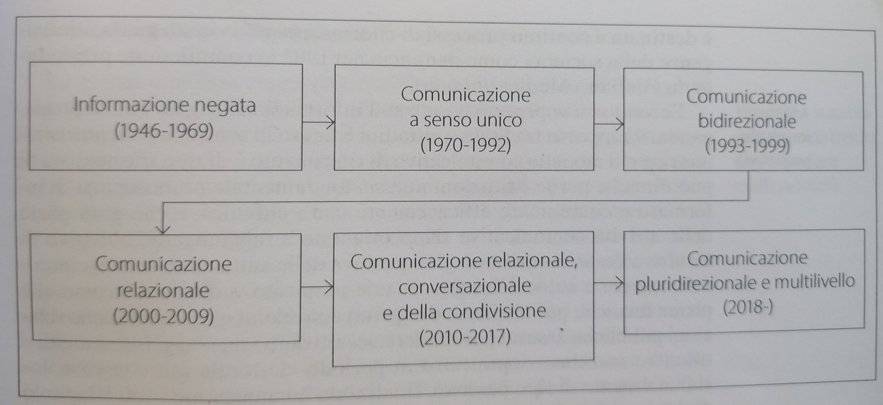 Informazione negata
(1946-1969)
Comunicazione
a senso unico
(1970-1992)
Comunicazione
bidirezionale
(1993-1999)
Comunicazione
relazionale
(2000-2009)
Comunicazione relazionale,
conversazionale
e della condivisione
(2010-2017)
Comunicazione
pluridirezionale e multilivello
(2018-)